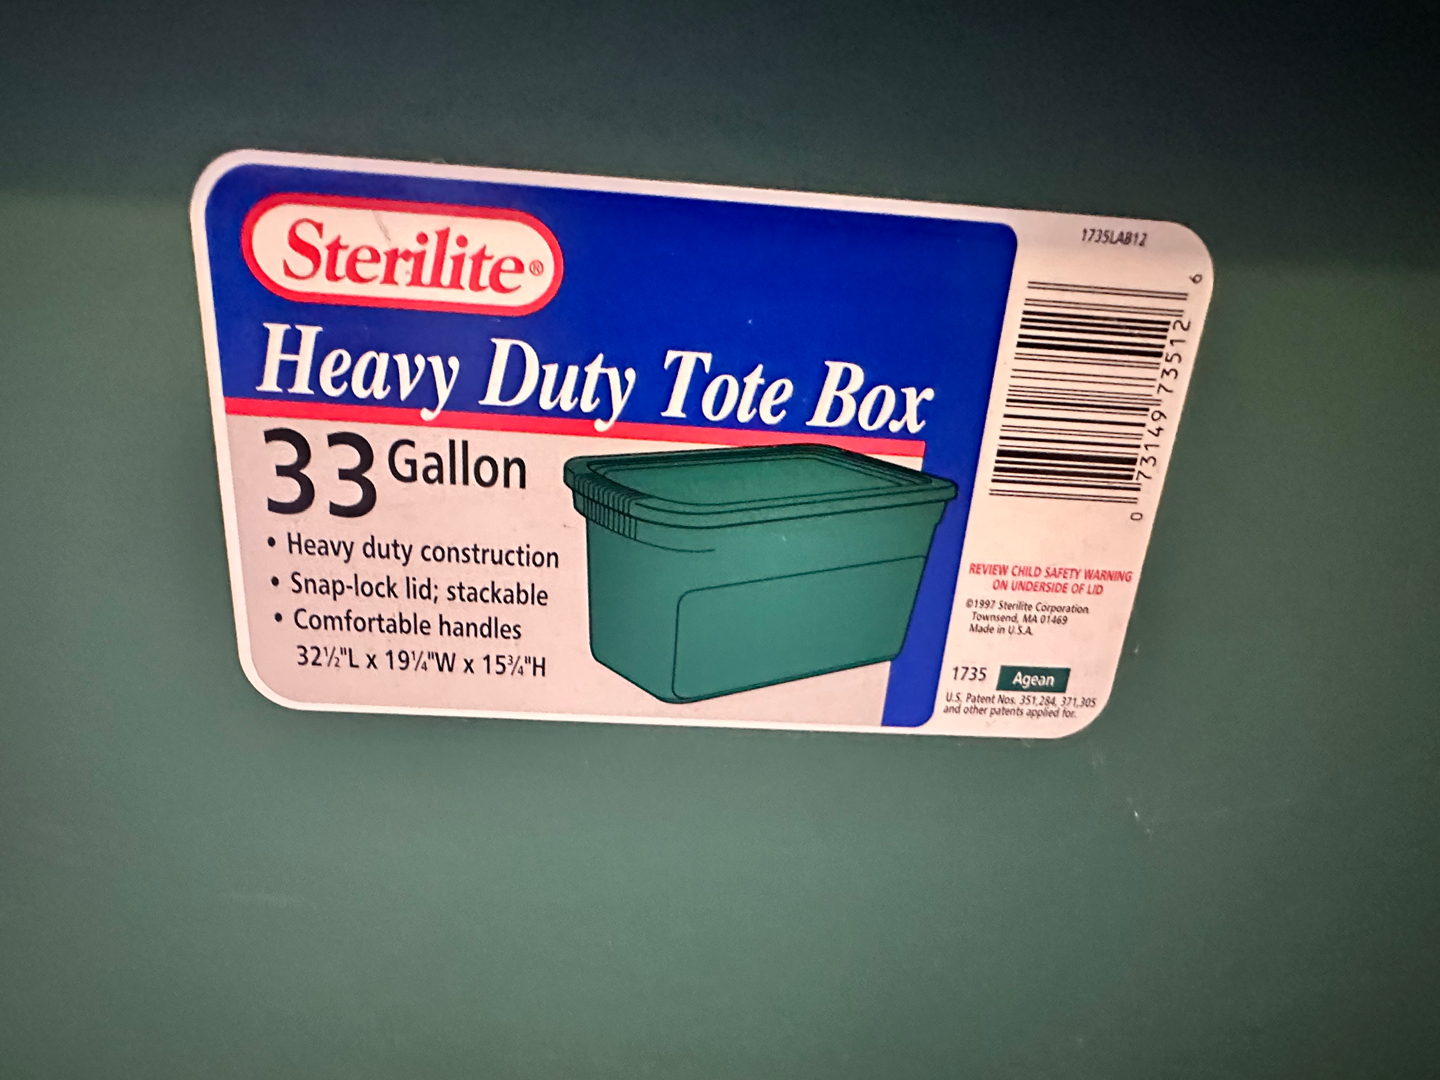 Sterilite®
Heavy Duty Tote Box
33 Gallon
• Heavy duty construction
• Snap-lock lid; stackable
• Comfortable handles
32½"L x 19¼"W x 15¾"H
1735LAB12
0 73149 73512 6
REVIEW CHILD SAFETY WARNING
ON UNDERSIDE OF LID
©1997 Sterilite Corporation
Townsend, MA 01469
Made in U.S.A.
1735 Agean
U.S. Patent Nos. 351,284, 371,305
and other patents applied for.